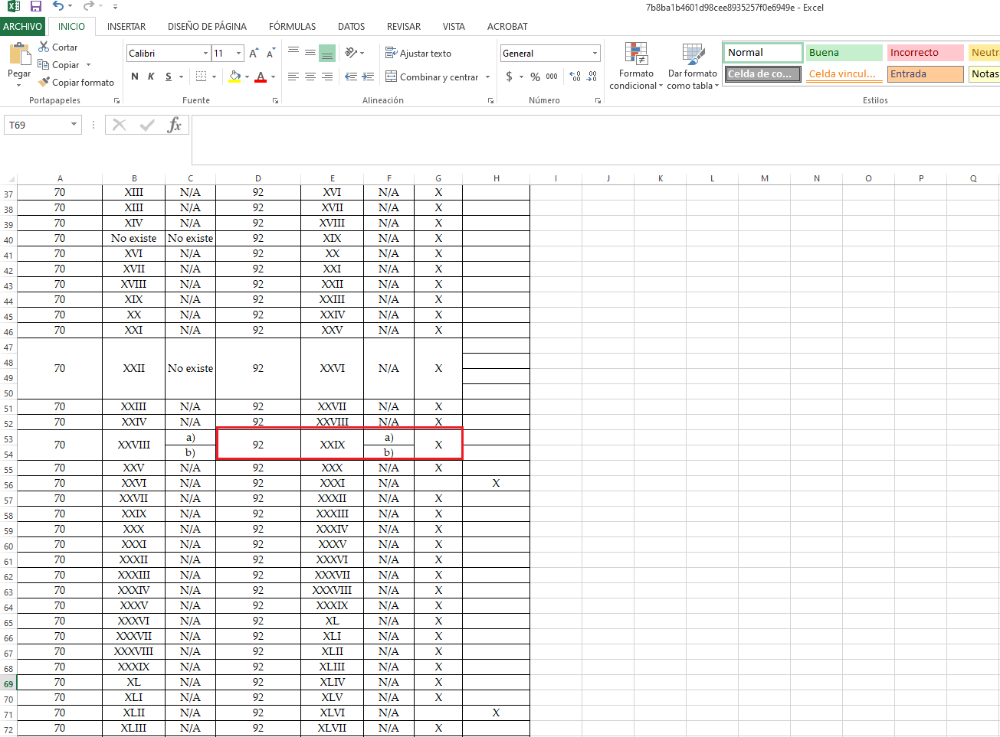 7b8ba1b4601d98cee8935257f0e6949e - Excel
ARCHIVO INICIO INSERTAR DISEÑO DE PÁGINA FÓRMULAS DATOS REVISAR VISTA ACROBAT
Pegar
Cortar
Copiar
Copiar formato
Portapapeles
Calibri 11
N K S
A A
A
Fuente
Ajustar texto
Combinar y centrar
Alineación
General
$ % 000
Número
Formato condicional
Dar formato como tabla
Normal Buena Incorrecto Neutr
Celda de co... Celda vincul... Entrada Notas
Estilos
T69 fx
A B C D E F G H I J K L M N O P Q
37 70 XIII N/A 92 XVI N/A X
38 70 XIII N/A 92 XVII N/A X
39 70 XIV N/A 92 XVIII N/A X
40 70 No existe No existe 92 XIX N/A X
41 70 XVI N/A 92 XX N/A X
42 70 XVII N/A 92 XXI N/A X
43 70 XVIII N/A 92 XXII N/A X
44 70 XIX N/A 92 XXIII N/A X
45 70 XX N/A 92 XXIV N/A X
46 70 XXI N/A 92 XXV N/A X
47
48
70 XXII No existe 92 XXVI N/A X
49
50
51 70 XXIII N/A 92 XXVII N/A X
52 70 XXIV N/A 92 XXVIII N/A X
53 a) a)
70 XXVIII 92 XXIX X
54 b) b)
55 70 XXV N/A 92 XXX N/A X
56 70 XXVI N/A 92 XXXI N/A X
57 70 XXVII N/A 92 XXXII N/A X
58 70 XXIX N/A 92 XXXIII N/A X
59 70 XXX N/A 92 XXXIV N/A X
60 70 XXXI N/A 92 XXXV N/A X
61 70 XXXII N/A 92 XXXVI N/A X
62 70 XXXIII N/A 92 XXXVII N/A X
63 70 XXXIV N/A 92 XXXVIII N/A X
64 70 XXXV N/A 92 XXXIX N/A X
65 70 XXXVI N/A 92 XL N/A X
66 70 XXXVII N/A 92 XLI N/A X
67 70 XXXVIII N/A 92 XLII N/A X
68 70 XXXIX N/A 92 XLIII N/A X
69 70 XL N/A 92 XLIV N/A X
70 70 XLI N/A 92 XLV N/A X
71 70 XLII N/A 92 XLVI N/A X
72 70 XLIII N/A 92 XLVII N/A X